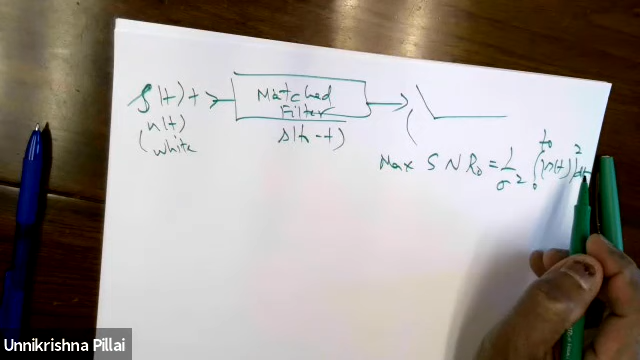 s(t) +
n(t)
(white
Matched
Filter
s(t₀ - t)
Max SNR₀ = 1/σ² ∫₀^t₀ |s(t)|² dt
Unnikrishna Pillai